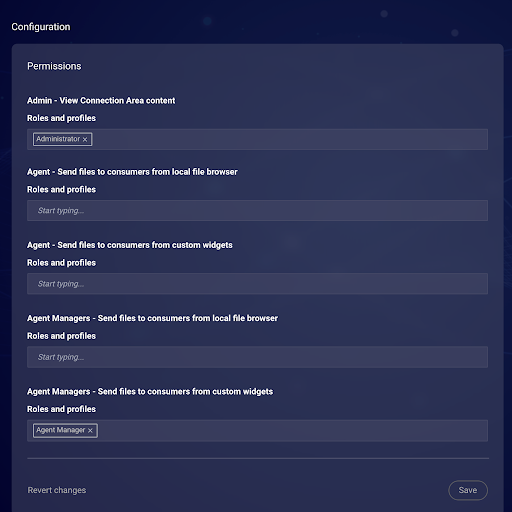 Configuration
Permissions
Admin - View Connection Area content
Roles and profiles
Administrator ×
Agent - Send files to consumers from local file browser
Roles and profiles
Start typing...
Agent - Send files to consumers from custom widgets
Roles and profiles
Start typing...
Agent Managers - Send files to consumers from local file browser
Roles and profiles
Start typing...
Agent Managers - Send files to consumers from custom widgets
Roles and profiles
Agent Manager ×
Revert changes
Save